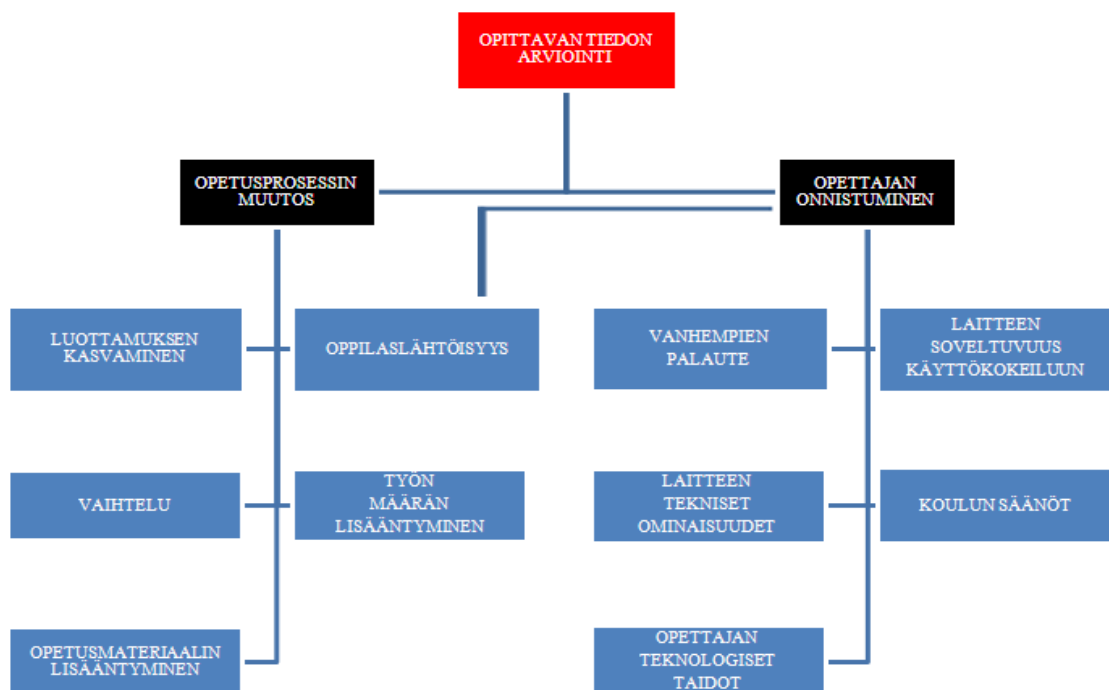 OPITTAVAN TIEDON
ARVIOINTI
OPETUSPROSESSIN
MUUTOS
OPETTAJAN
ONNISTUMINEN
LUOTTAMUKSEN
KASVAMINEN
OPPILASLÄHTÖISYYS
VANHEMPIEN
PALAUTE
LAITTEEN
SOVELTUVUUS
KÄYTTÖKOKEILUUN
VAIHTELU
TYÖN
MÄÄRÄN
LISÄÄNTYMINEN
LAITTEEN
TEKNISET
OMINAISUUDET
KOULUN SÄÄNÖT
OPETUSMATERIAALIN
LISÄÄNTYMINEN
OPETTAJAN
TEKNOLOGISET
TAIDOT